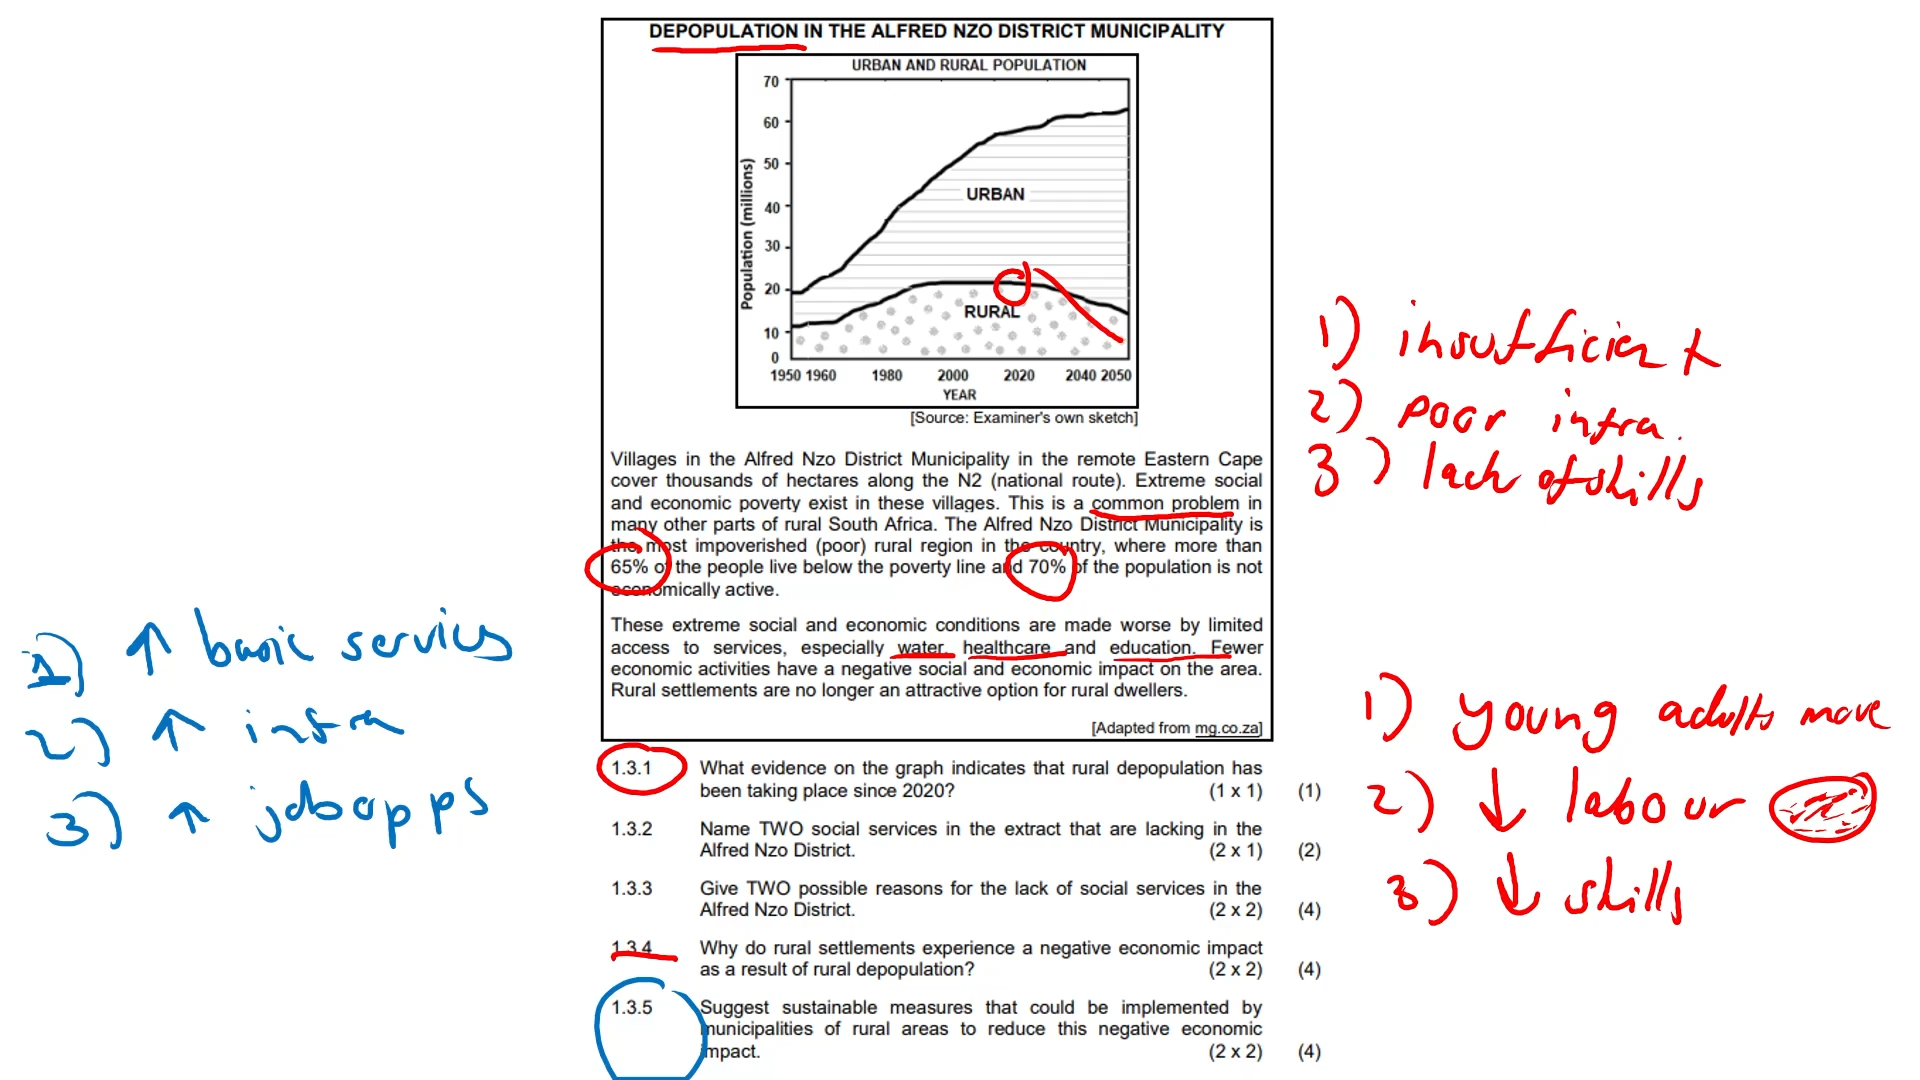 DEPOPULATION IN THE ALFRED NZO DISTRICT MUNICIPALITY
URBAN AND RURAL POPULATION
Population (millions)
70
60
50
40
30
20
10
0
URBAN
RURAL
1950 1960 1980 2000 2020 2040 2050
YEAR
[Source: Examiner's own sketch]
Villages in the Alfred Nzo District Municipality in the remote Eastern Cape
cover thousands of hectares along the N2 (national route). Extreme social
and economic poverty exist in these villages. This is a common problem in
many other parts of rural South Africa. The Alfred Nzo District Municipality is
the most impoverished (poor) rural region in the country, where more than
65% of the people live below the poverty line and 70% of the population is not
economically active.
These extreme social and economic conditions are made worse by limited
access to services, especially water, healthcare and education. Fewer
economic activities have a negative social and economic impact on the area.
Rural settlements are no longer an attractive option for rural dwellers.
[Adapted from mg.co.za]
1.3.1 What evidence on the graph indicates that rural depopulation has
been taking place since 2020? (1 x 1) (1)
1.3.2 Name TWO social services in the extract that are lacking in the
Alfred Nzo District. (2 x 1) (2)
1.3.3 Give TWO possible reasons for the lack of social services in the
Alfred Nzo District. (2 x 2) (4)
1.3.4 Why do rural settlements experience a negative economic impact
as a result of rural depopulation? (2 x 2) (4)
1.3.5 Suggest sustainable measures that could be implemented by
municipalities of rural areas to reduce this negative economic
impact. (2 x 2) (4)
1) insufficient
2) poor infra.
3) lack of skills
1) young adults move
2) ↓ labour
3) ↓ skills
1) ↑ basic services
2) ↑ infra
3) ↑ job opps